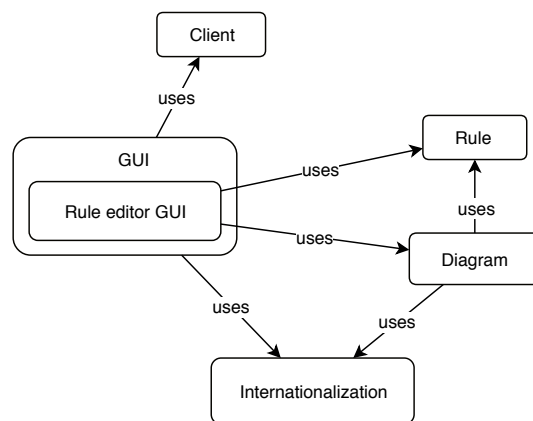 Client
uses
GUI
Rule
uses
Rule editor GUI
uses
uses
Diagram
uses
uses
Internationalization